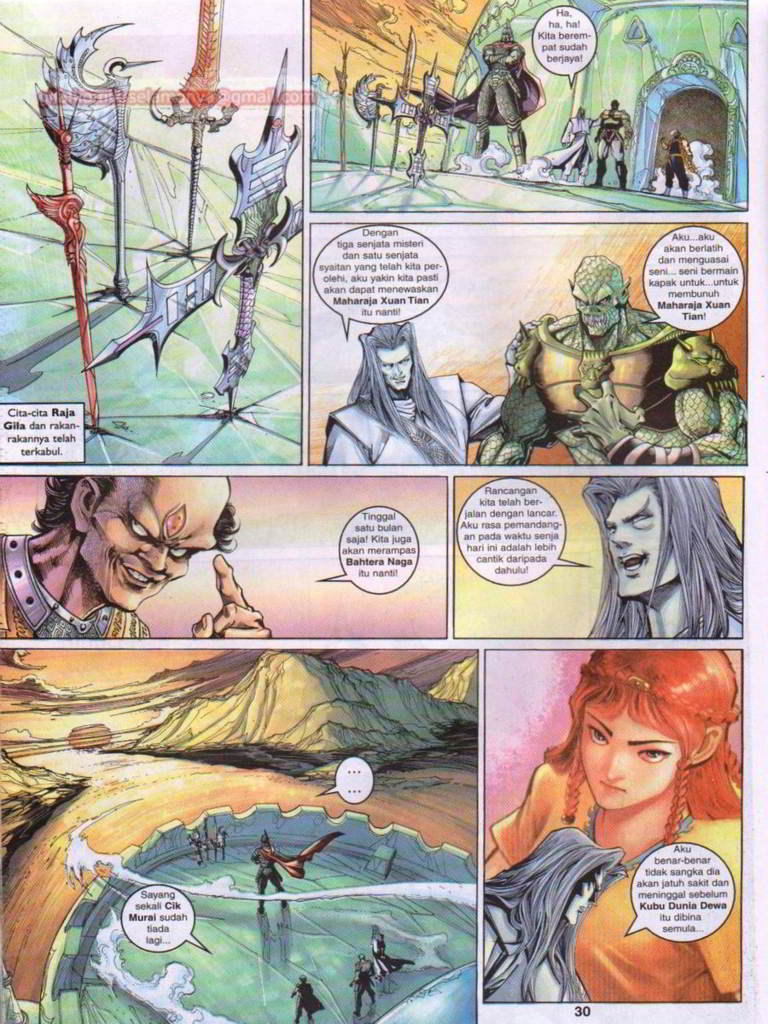 Ha,
ha, ha!
Kita berem-
pat sudah
berjaya!
Cita-cita Raja
Gila dan rakan-
rakannya telah
terkabul.
Dengan
tiga senjata misteri
dan satu senjata
syaitan yang telah kita per-
olehi, aku yakin kita pasti
akan dapat menewaskan
Maharaja Xuan Tian
itu nanti!
Aku...aku
akan berlatih
dan menguasai
seni... seni bermain
kapak untuk...untuk
membunuh
Maharaja Xuan
Tian!
Tinggal
satu bulan
saja! Kita juga
akan merampas
Bahtera Naga
itu nanti!
Rancangan
kita telah ber-
jalan dengan lancar.
Aku rasa pemandang-
an pada waktu senja
hari ini adalah lebih
cantik daripada
dahulu!
...
...
Sayang
sekali Cik
Murai sudah
tiada
lagi...
Aku
benar-benar
tidak sangka dia
akan jatuh sakit dan
meninggal sebelum
Kubu Dunia Dewa
itu dibina
semula...
30